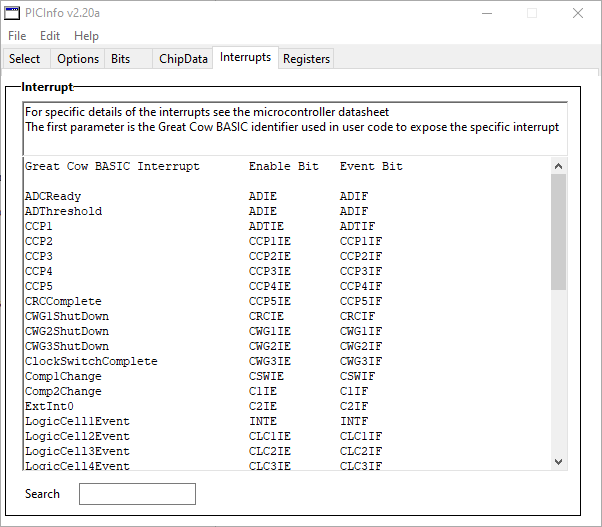 PICInfo v2.20a
File Edit Help
Select Options Bits ChipData Interrupts Registers
Interrupt
For specific details of the interrupts see the microcontroller datasheet
The first parameter is the Great Cow BASIC identifier used in user code to expose the specific interrupt
Great Cow BASIC Interrupt Enable Bit Event Bit
ADCReady ADIE ADIF
ADThreshold ADIE ADIF
CCP1 ADTIE ADTIF
CCP2 CCP1IE CCP1IF
CCP3 CCP2IE CCP2IF
CCP4 CCP3IE CCP3IF
CCP5 CCP4IE CCP4IF
CRCComplete CCP5IE CCP5IF
CWG1ShutDown CRCIE CRCIF
CWG2ShutDown CWG1IE CWG1IF
CWG3ShutDown CWG2IE CWG2IF
ClockSwitchComplete CWG3IE CWG3IF
Comp1Change CSWIE CSWIF
Comp2Change C1IE C1IF
ExtInt0 C2IE C2IF
LogicCell1Event INTE INTF
LogicCell2Event CLC1IE CLC1IF
LogicCell3Event CLC2IE CLC2IF
LogicCell4Event CLC3IE CLC3IF
Search